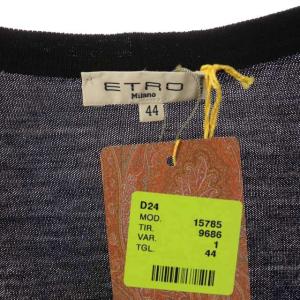 ETRO
Milano
44
D24
MOD. 15785
TIR. 9686
VAR. 1
TGL. 44